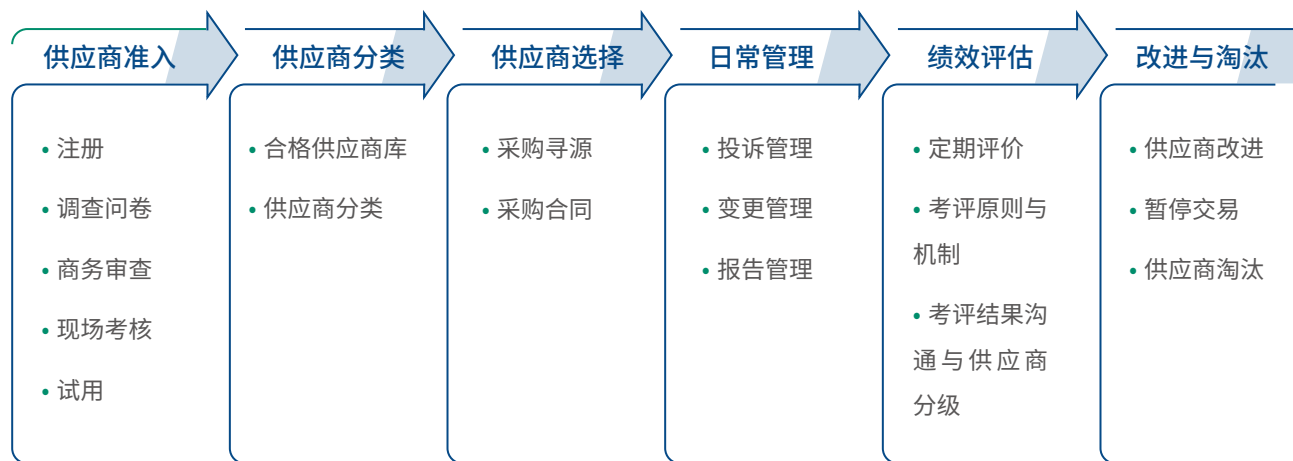 供应商准入
• 注册
• 调查问卷
• 商务审查
• 现场考核
• 试用
供应商分类
• 合格供应商库
• 供应商分类
供应商选择
• 采购寻源
• 采购合同
日常管理
• 投诉管理
• 变更管理
• 报告管理
绩效评估
• 定期评价
• 考评原则与
机制
• 考评结果沟
通与供应商
分级
改进与淘汰
• 供应商改进
• 暂停交易
• 供应商淘汰